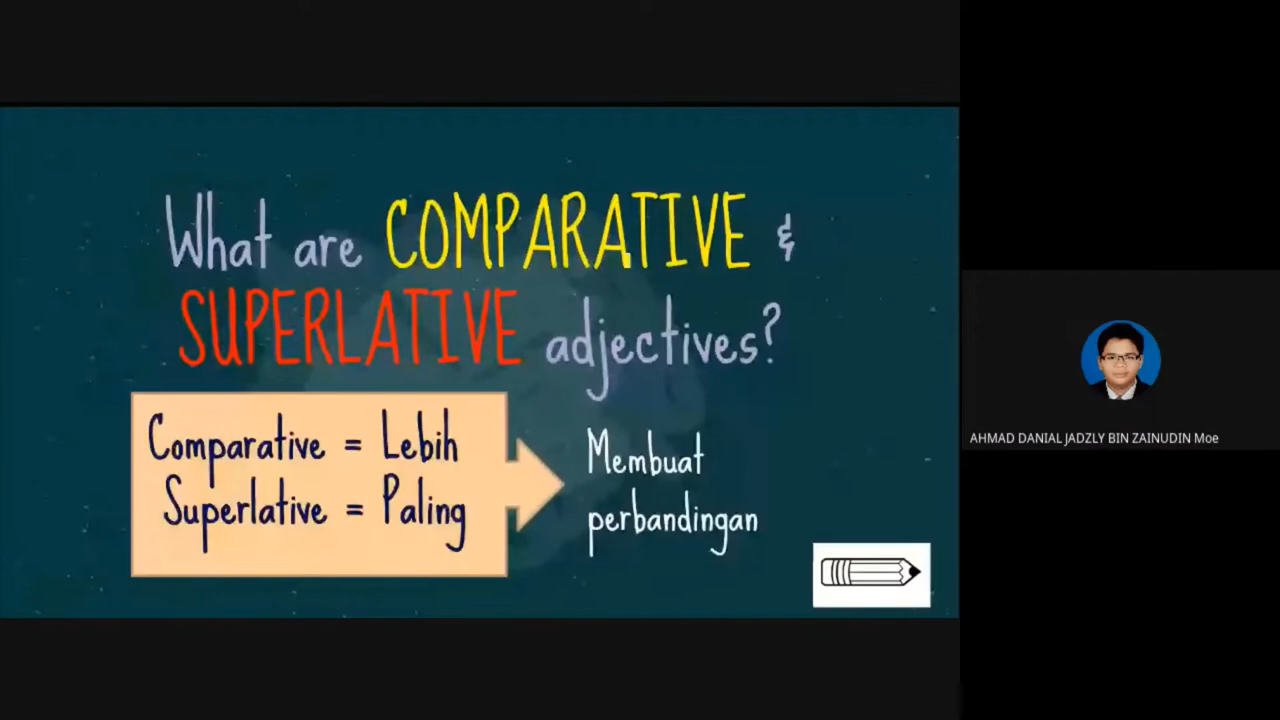 What are COMPARATIVE &
SUPERLATIVE adjectives?
Comparative = Lebih
Superlative = Paling
Membuat
perbandingan
AHMAD DANIAL JADZLY BIN ZAINUDIN Moe